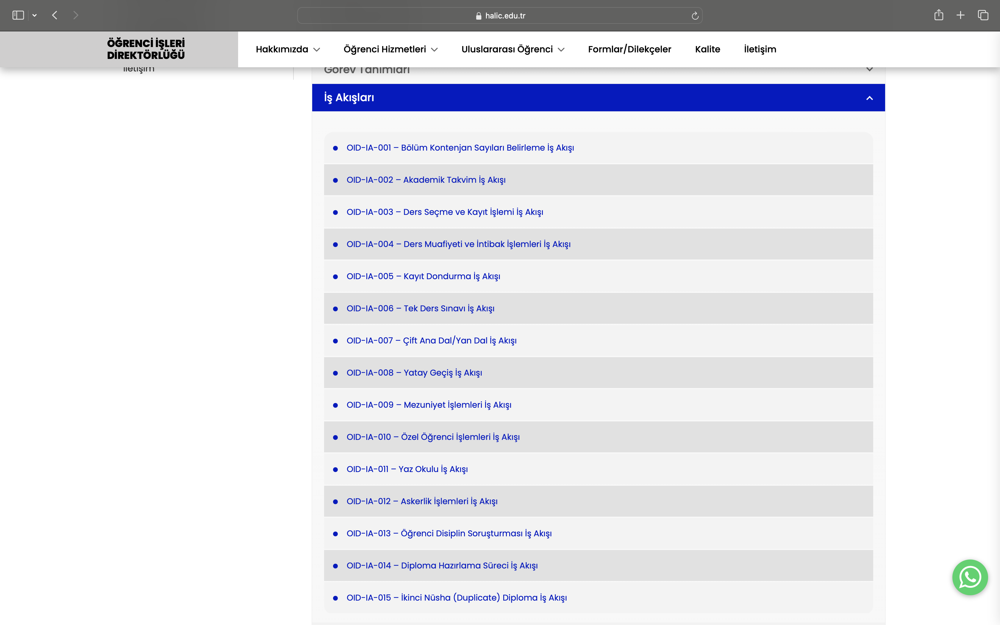 halic.edu.tr
ÖĞRENCİ İŞLERİ
DİREKTÖRLÜĞÜ
Hakkımızda
Öğrenci Hizmetleri
Uluslararası Öğrenci
Formlar/Dilekçeler
Kalite
İletişim
İletişim
Görev Tanımları
İş Akışları
OID-IA-001 – Bölüm Kontenjan Sayıları Belirleme İş Akışı
OID-IA-002 – Akademik Takvim İş Akışı
OID-IA-003 – Ders Seçme ve Kayıt İşlemi İş Akışı
OID-IA-004 – Ders Muafiyeti ve İntibak İşlemleri İş Akışı
OID-IA-005 – Kayıt Dondurma İş Akışı
OID-IA-006 – Tek Ders Sınavı İş Akışı
OID-IA-007 – Çift Ana Dal/Yan Dal İş Akışı
OID-IA-008 – Yatay Geçiş İş Akışı
OID-IA-009 – Mezuniyet İşlemleri İş Akışı
OID-IA-010 – Özel Öğrenci İşlemleri İş Akışı
OID-IA-011 – Yaz Okulu İş Akışı
OID-IA-012 – Askerlik İşlemleri İş Akışı
OID-IA-013 – Öğrenci Disiplin Soruşturması İş Akışı
OID-IA-014 – Diploma Hazırlama Süreci İş Akışı
OID-IA-015 – İkinci Nüsha (Duplicate) Diploma İş Akışı